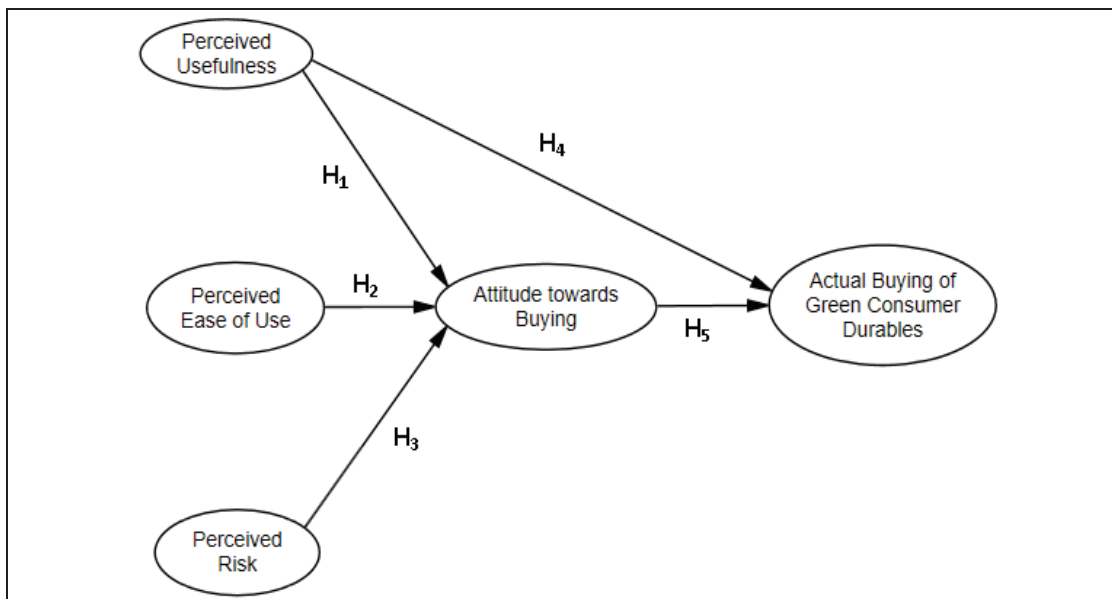 Perceived
Usefulness
H₄
H₁
Perceived
Ease of Use
H₂
Attitude towards
Buying
H₅
Actual Buying of
Green Consumer
Durables
H₃
Perceived
Risk